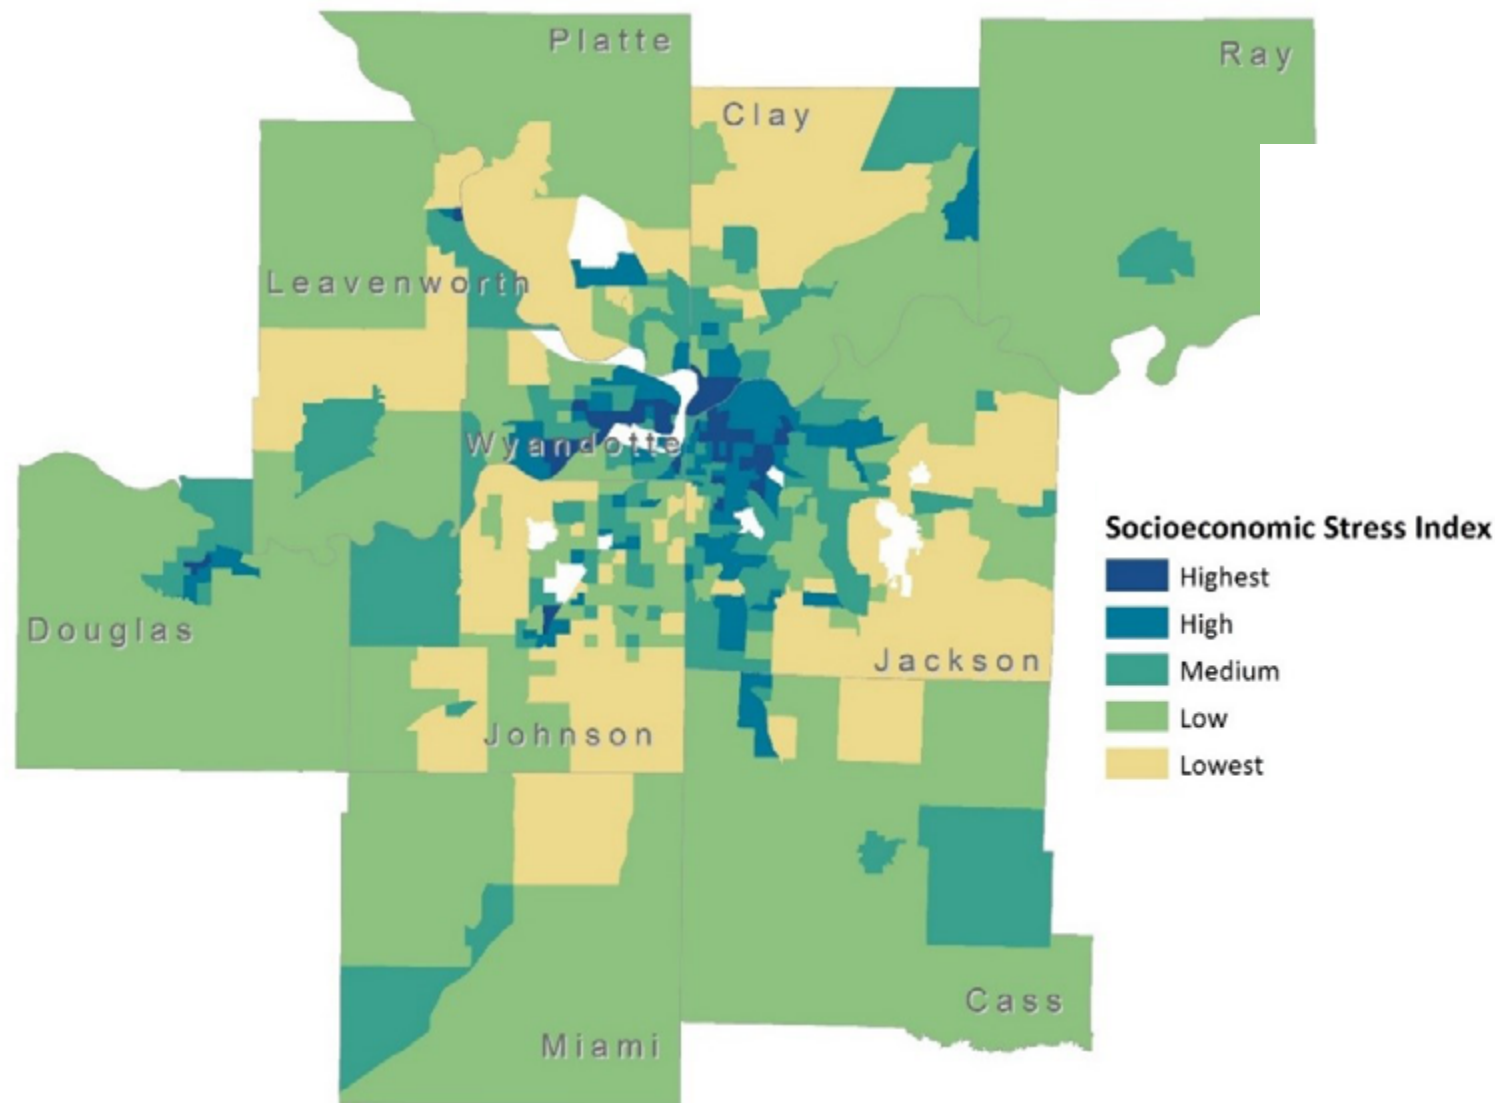 Platte
Ray
Clay
Leavenworth
Wyandotte
Socioeconomic Stress Index
Highest
High
Medium
Low
Lowest
Douglas
Jackson
Johnson
Cass
Miami